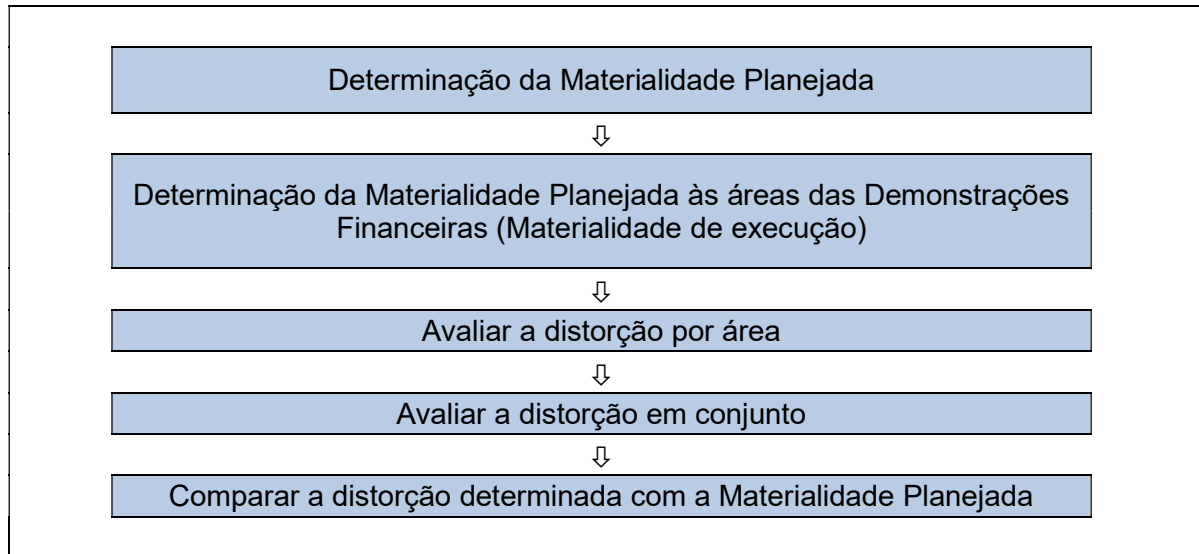 Determinação da Materialidade Planejada
⇩
Determinação da Materialidade Planejada às áreas das Demonstrações
Financeiras (Materialidade de execução)
⇩
Avaliar a distorção por área
⇩
Avaliar a distorção em conjunto
⇩
Comparar a distorção determinada com a Materialidade Planejada